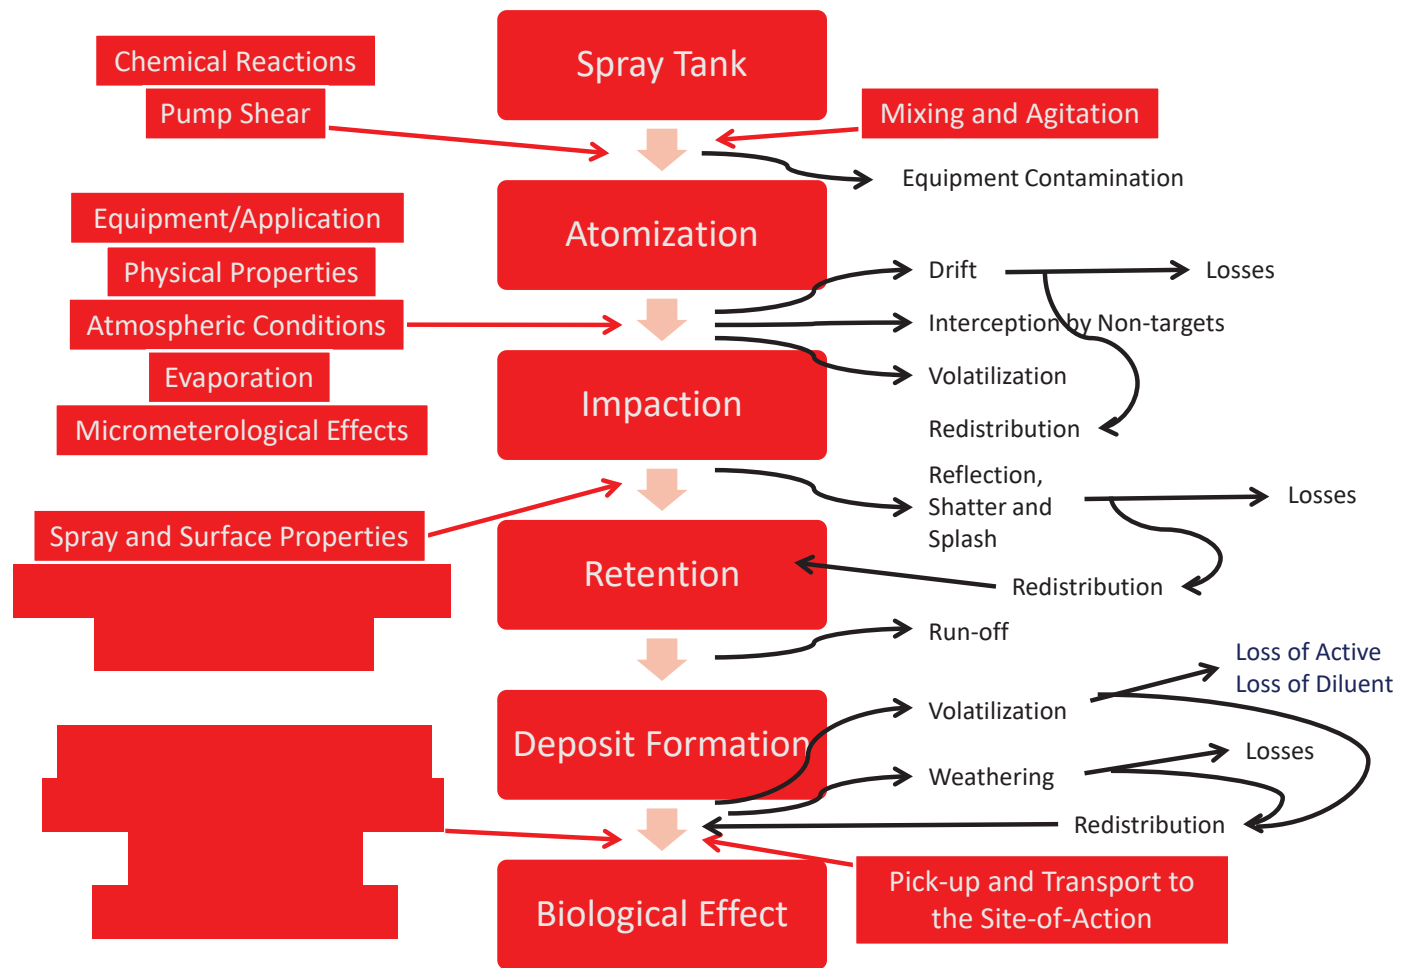 Spray Tank
Chemical Reactions
Pump Shear
Mixing and Agitation
Equipment Contamination
Atomization
Equipment/Application
Physical Properties
Atmospheric Conditions
Evaporation
Micrometerological Effects
Drift
Losses
Interception by Non-targets
Volatilization
Redistribution
Impaction
Reflection,
Shatter and
Splash
Losses
Redistribution
Spray and Surface Properties
Retention
Run-off
Deposit Formation
Volatilization
Loss of Active
Loss of Diluent
Weathering
Losses
Redistribution
Pick-up and Transport to
the Site-of-Action
Biological Effect